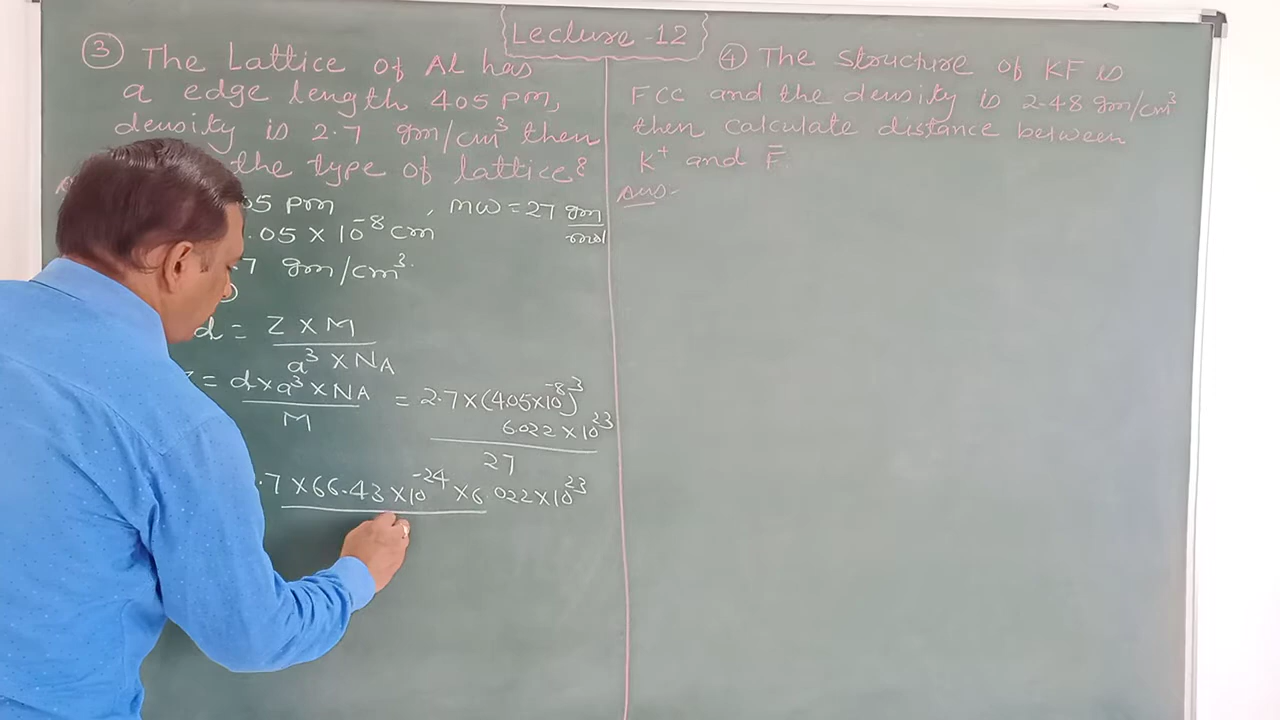 Lecture-12
③ The Lattice of Al has
a edge length 405 pm,
density is 2.7 gm/cm³ then
the type of lattice?
05 pm , mw = 27 gm/mol
.05 × 10⁻⁸ cm
7 gm/cm³.
d = Z × M / a³ × NA
= d × a³ × NA / M = 2.7 × (4.05 × 10⁻⁸)³ 6.022 × 10²³ / 27
.7 × 66.43 × 10⁻²⁴ × 6.022 × 10²³
④ The structure of KF is
FCC and the density is 2.48 gm/cm³
then calculate distance between
K⁺ and F⁻.
Ans:-